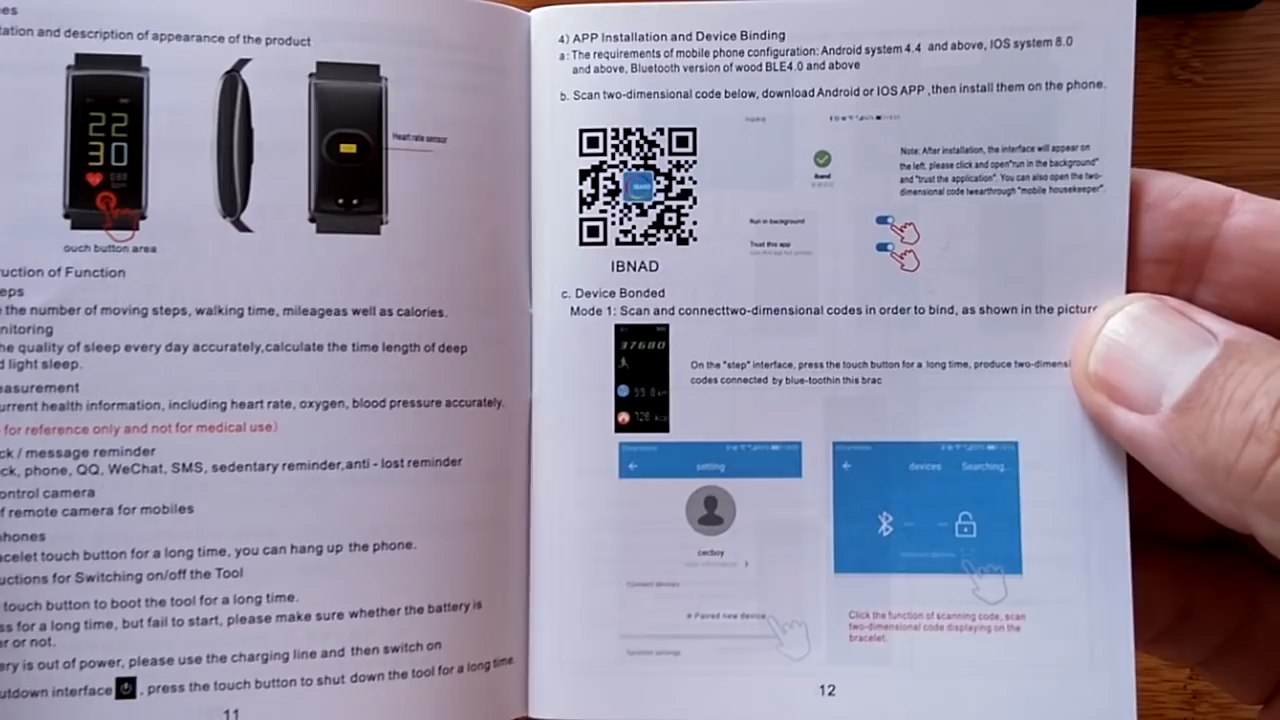 es
tation and description of appearance of the product
22
30
088
Heart rate sensor
ouch button area
uction of Function
eps
the number of moving steps, walking time, mileageas well as calories.
nitoring
he quality of sleep every day accurately,calculate the time length of deep
d light sleep.
easurement
urrent health information, including heart rate, oxygen, blood pressure accurately.
for reference only and not for medical use)
ck / message reminder
ck, phone, QQ, WeChat, SMS, sedentary reminder,anti - lost reminder
ontrol camera
f remote camera for mobiles
phones
acelet touch button for a long time, you can hang up the phone.
uctions for Switching on/off the Tool
touch button to boot the tool for a long time.
ss for a long time, but fail to start, please make sure whether the battery is
er or not.
ery is out of power, please use the charging line and then switch on
utdown interface , press the touch button to shut down the tool for a long time.
11
4) APP Installation and Device Binding
a: The requirements of mobile phone configuration: Android system 4.4 and above, IOS system 8.0
and above, Bluetooth version of wood BLE4.0 and above
b. Scan two-dimensional code below, download Android or IOS APP ,then install them on the phone.
IBNAD
iband
Run in background
Trust this app
Note: After installation, the interface will appear on
the left. please click and open"run in the background"
and "trust the application". You can also open the two-
dimensional code twearthrough "mobile housekeeper".
c. Device Bonded
Mode 1: Scan and connecttwo-dimensional codes in order to bind, as shown in the picture
37680
On the "step" interface, press the touch button for a long time, produce two-dimensi
codes connected by blue-toothin this brac
setting
cecboy
Connect devices
Paired new device
function settings
devices
Searching...
Click the function of scanning code, scan
two-dimensional code displaying on the
bracelet.
12